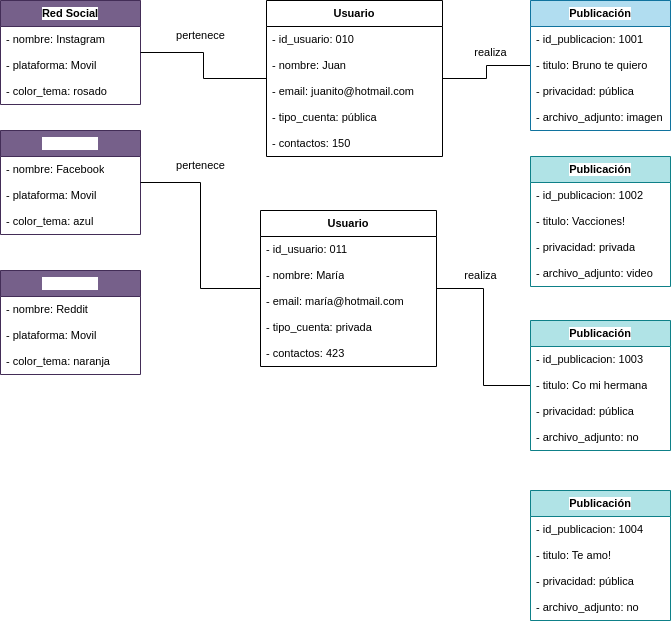 Red Social
- nombre: Instagram
- plataforma: Movil
- color_tema: rosado
- nombre: Facebook
- plataforma: Movil
- color_tema: azul
- nombre: Reddit
- plataforma: Movil
- color_tema: naranja
pertenece
pertenece
Usuario
- id_usuario: 010
- nombre: Juan
- email: juanito@hotmail.com
- tipo_cuenta: pública
- contactos: 150
Usuario
- id_usuario: 011
- nombre: María
- email: maría@hotmail.com
- tipo_cuenta: privada
- contactos: 423
realiza
realiza
Publicación
- id_publicacion: 1001
- titulo: Bruno te quiero
- privacidad: pública
- archivo_adjunto: imagen
Publicación
- id_publicacion: 1002
- titulo: Vacciones!
- privacidad: privada
- archivo_adjunto: video
Publicación
- id_publicacion: 1003
- titulo: Co mi hermana
- privacidad: pública
- archivo_adjunto: no
Publicación
- id_publicacion: 1004
- titulo: Te amo!
- privacidad: pública
- archivo_adjunto: no